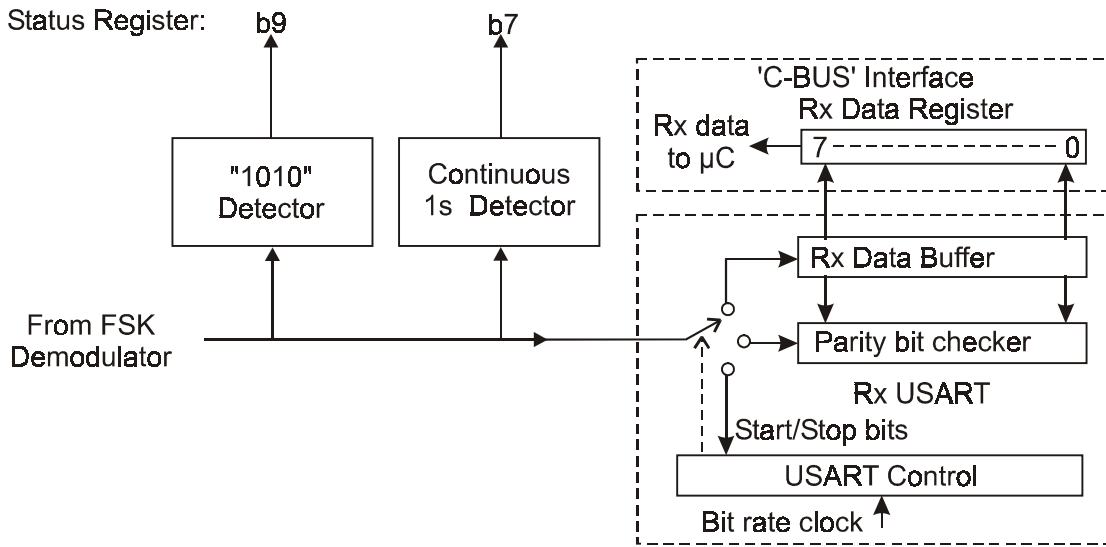 Status Register: b9 b7
'C-BUS' Interface
Rx Data Register
Rx data
to µC
7 0
"1010"
Detector
Continuous
1s Detector
Rx Data Buffer
From FSK
Demodulator
Parity bit checker
Rx USART
Start/Stop bits
USART Control
Bit rate clock